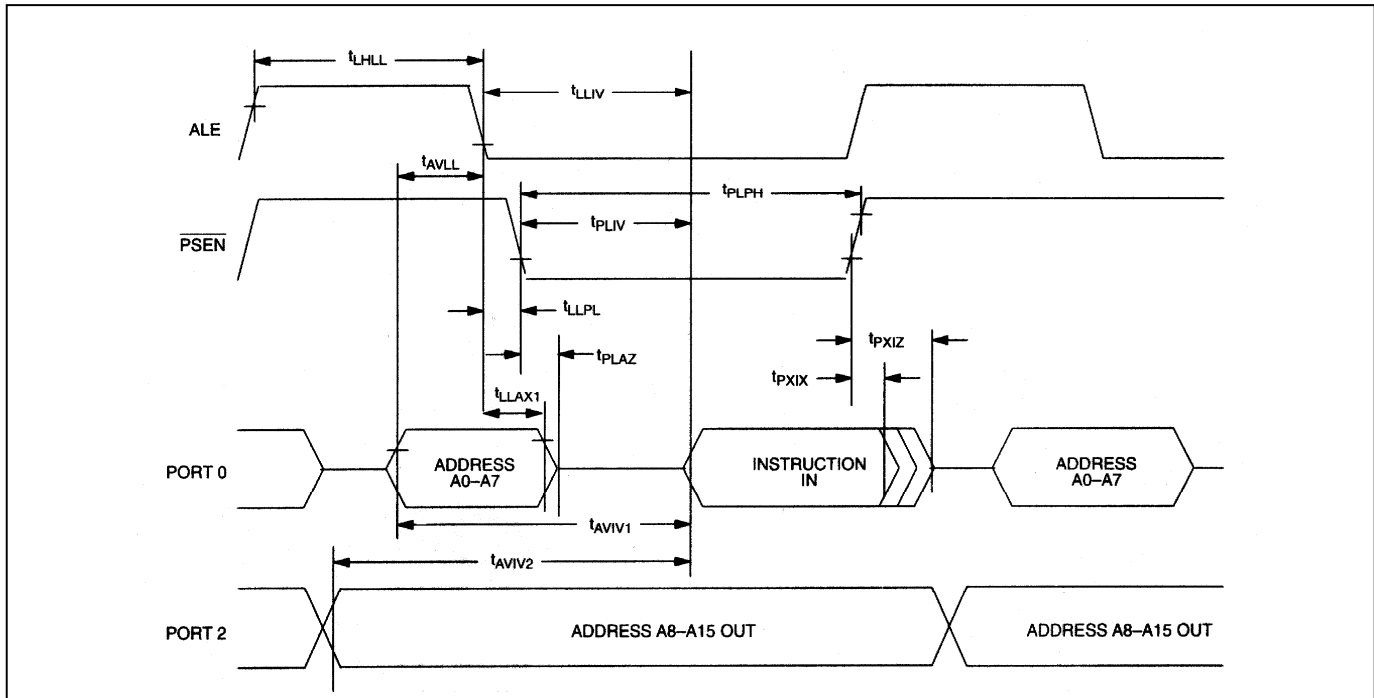 tLHLL
tLLIV
ALE
tAVLL
tPLPH
tPLIV
PSEN
tLLPL
tPLAZ
tPXIZ
tPXIX
tLLAX1
PORT 0
ADDRESS
A0–A7
INSTRUCTION
IN
ADDRESS
A0–A7
tAVIV1
tAVIV2
PORT 2
ADDRESS A8–A15 OUT
ADDRESS A8–A15 OUT